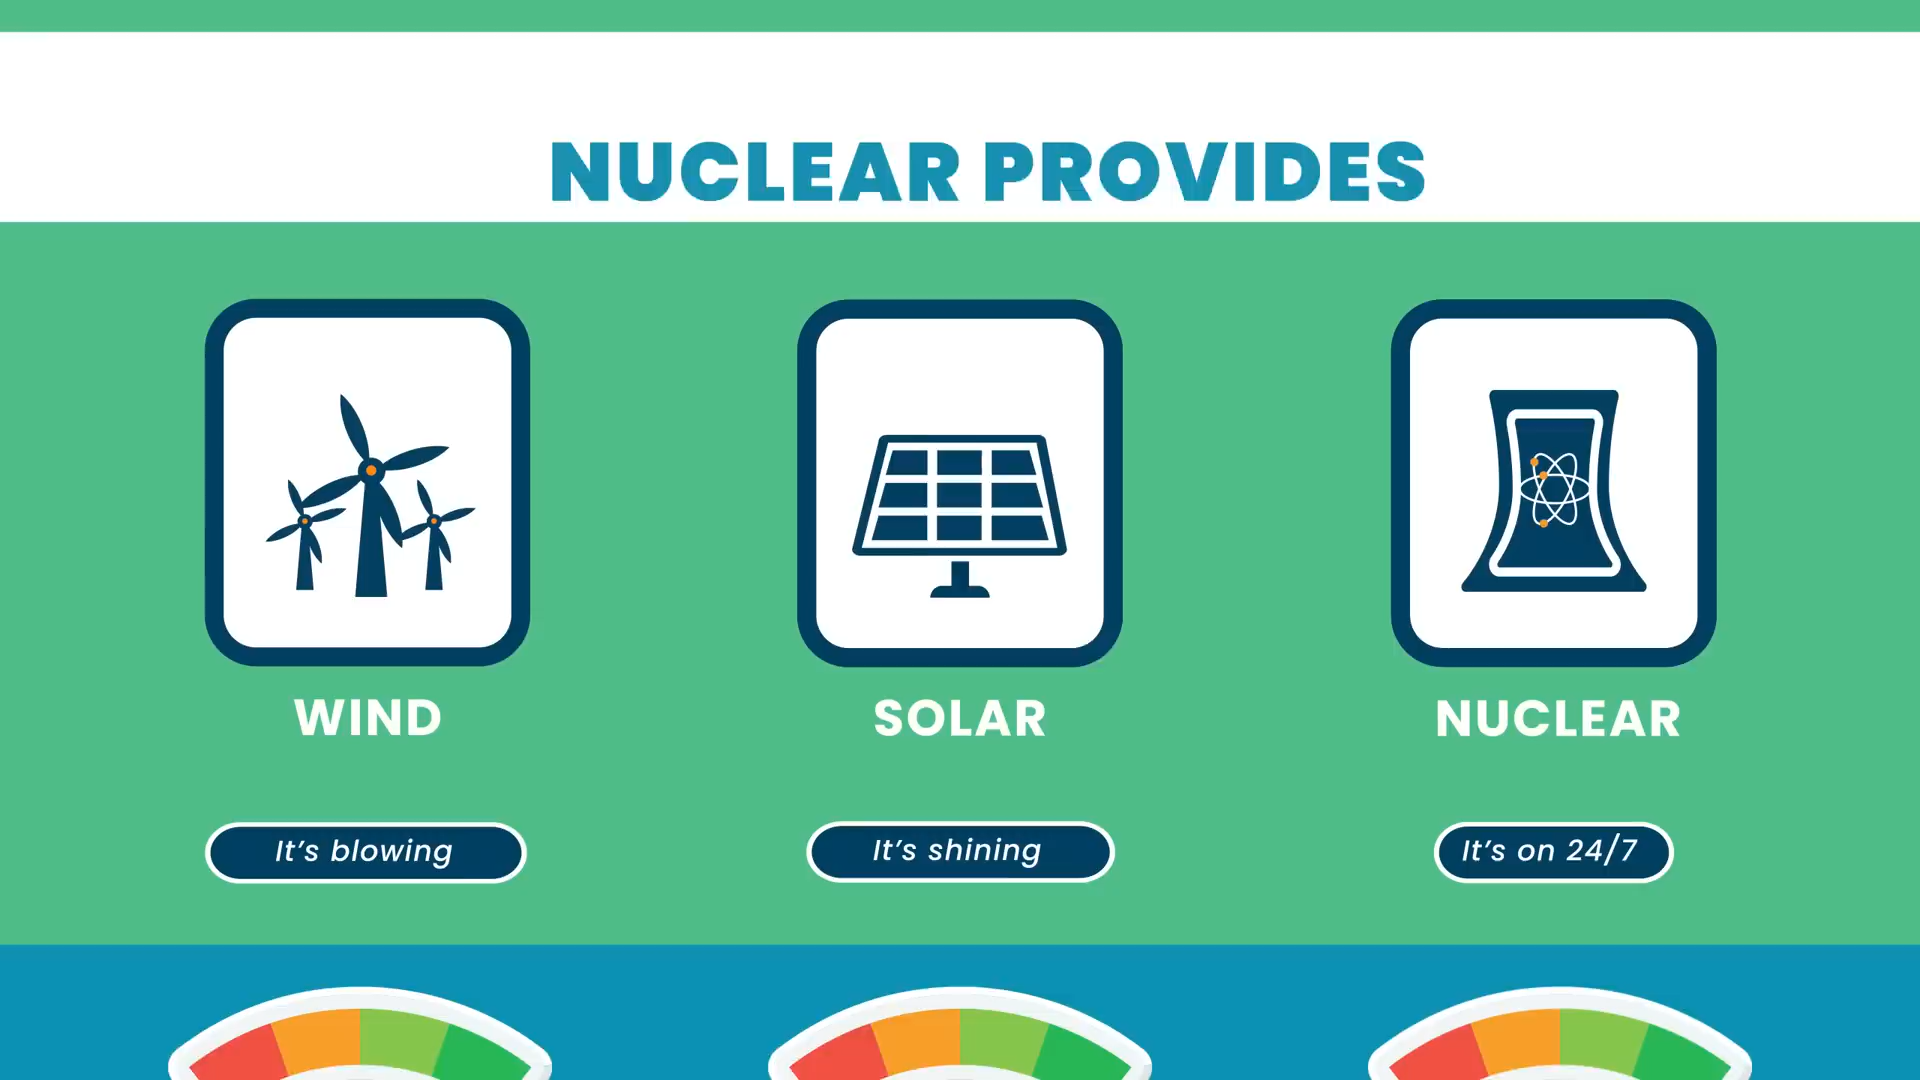 NUCLEAR PROVIDES
WIND
SOLAR
NUCLEAR
It's blowing
It's shining
It's on 24/7